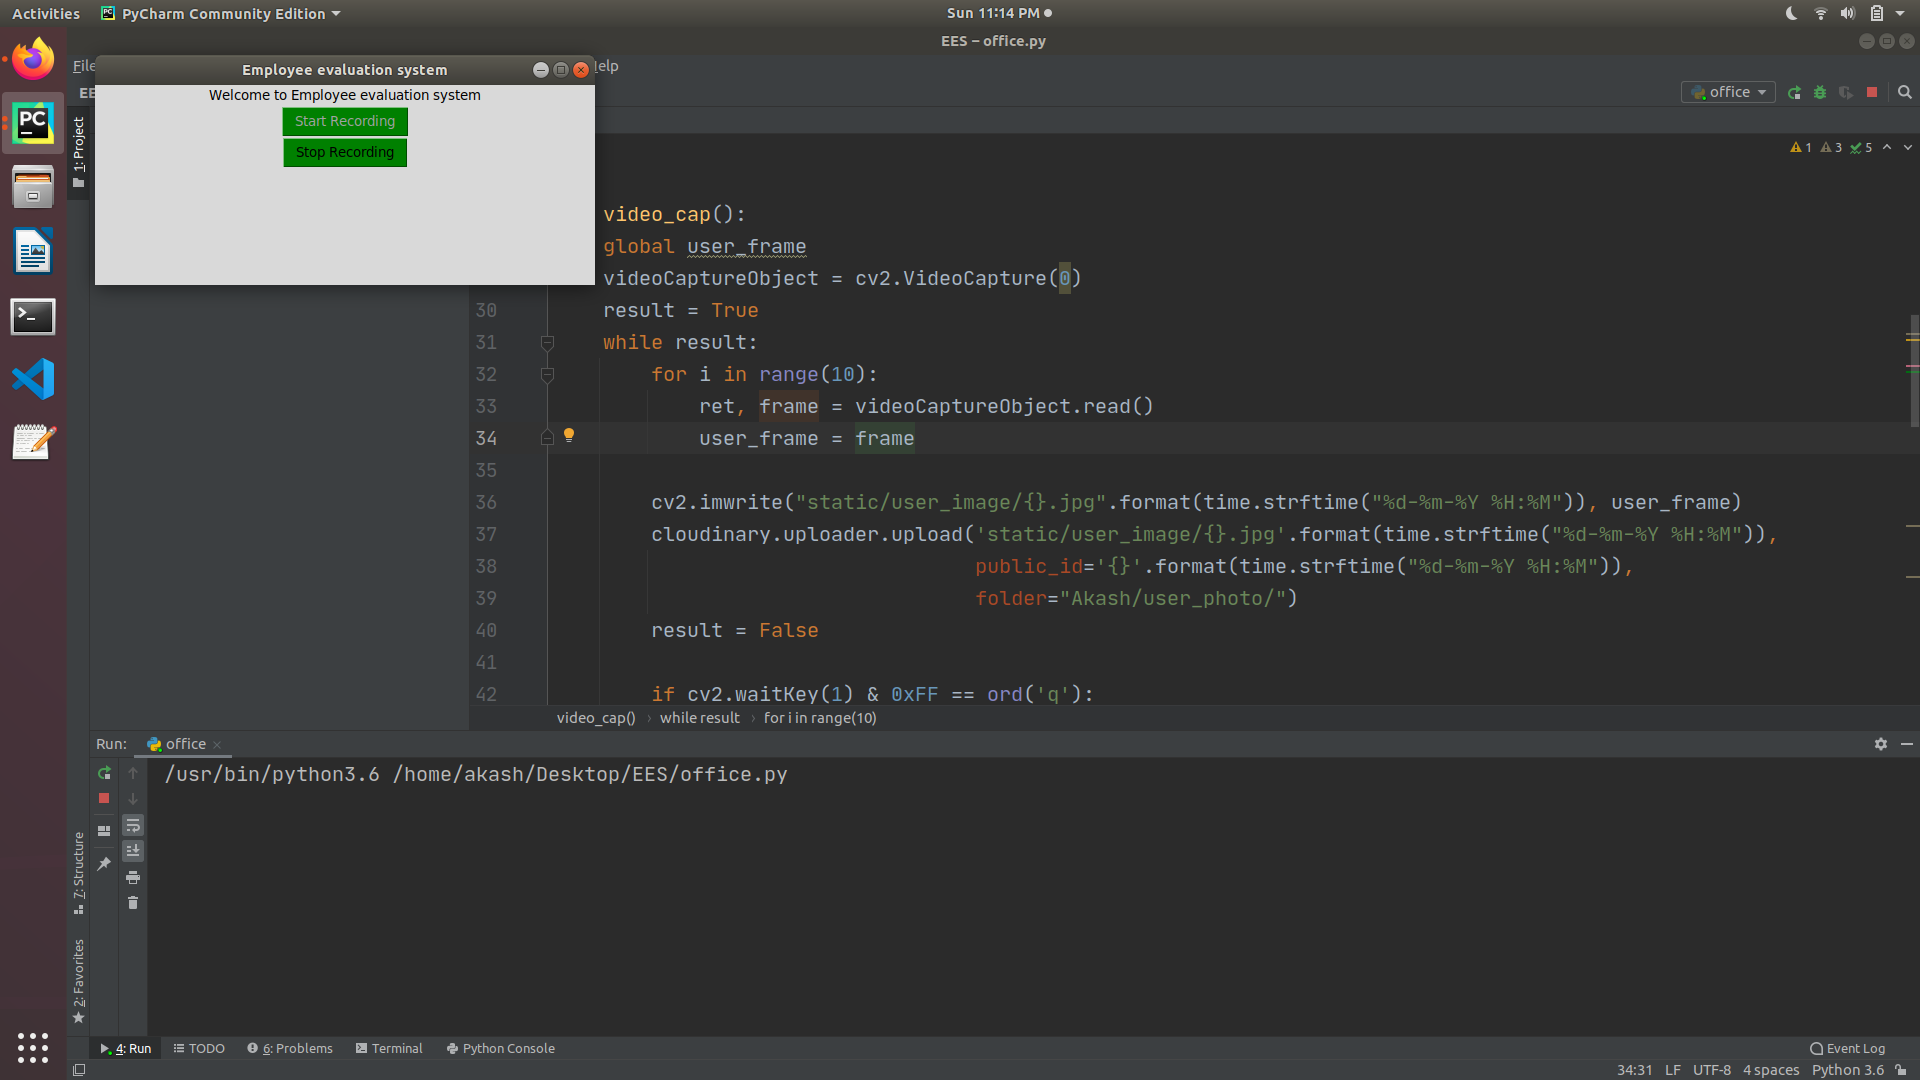 Activities
PyCharm Community Edition
Sun 11:14 PM
EES – office.py
File
elp
Employee evaluation system
Welcome to Employee evaluation system
Start Recording
Stop Recording
EE
office
1: Project
1 3 5
video_cap():
global user_frame
videoCaptureObject = cv2.VideoCapture(0)
30 result = True
31 while result:
32 for i in range(10):
33 ret, frame = videoCaptureObject.read()
34 user_frame = frame
35
36 cv2.imwrite("static/user_image/{}.jpg".format(time.strftime("%d-%m-%Y %H:%M")), user_frame)
37 cloudinary.uploader.upload('static/user_image/{}.jpg'.format(time.strftime("%d-%m-%Y %H:%M")),
38 public_id='{}'.format(time.strftime("%d-%m-%Y %H:%M")),
39 folder="Akash/user_photo/")
40 result = False
41
42 if cv2.waitKey(1) & 0xFF == ord('q'):
video_cap() › while result › for i in range(10)
Run: office
/usr/bin/python3.6 /home/akash/Desktop/EES/office.py
7: Structure
2: Favorites
4: Run TODO 6: Problems Terminal Python Console Event Log
34:31 LF UTF-8 4 spaces Python 3.6